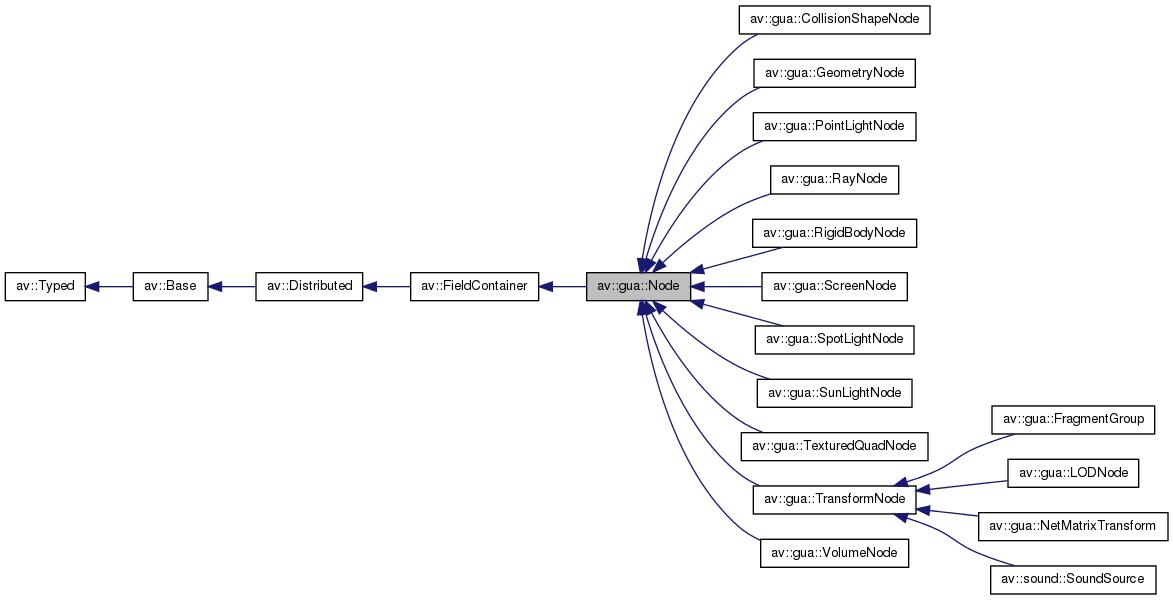 av::gua::CollisionShapeNode
av::gua::GeometryNode
av::gua::PointLightNode
av::gua::RayNode
av::gua::RigidBodyNode
av::Typed
av::Base
av::Distributed
av::FieldContainer
av::gua::Node
av::gua::ScreenNode
av::gua::SpotLightNode
av::gua::SunLightNode
av::gua::FragmentGroup
av::gua::TexturedQuadNode
av::gua::LODNode
av::gua::TransformNode
av::gua::NetMatrixTransform
av::gua::VolumeNode
av::sound::SoundSource